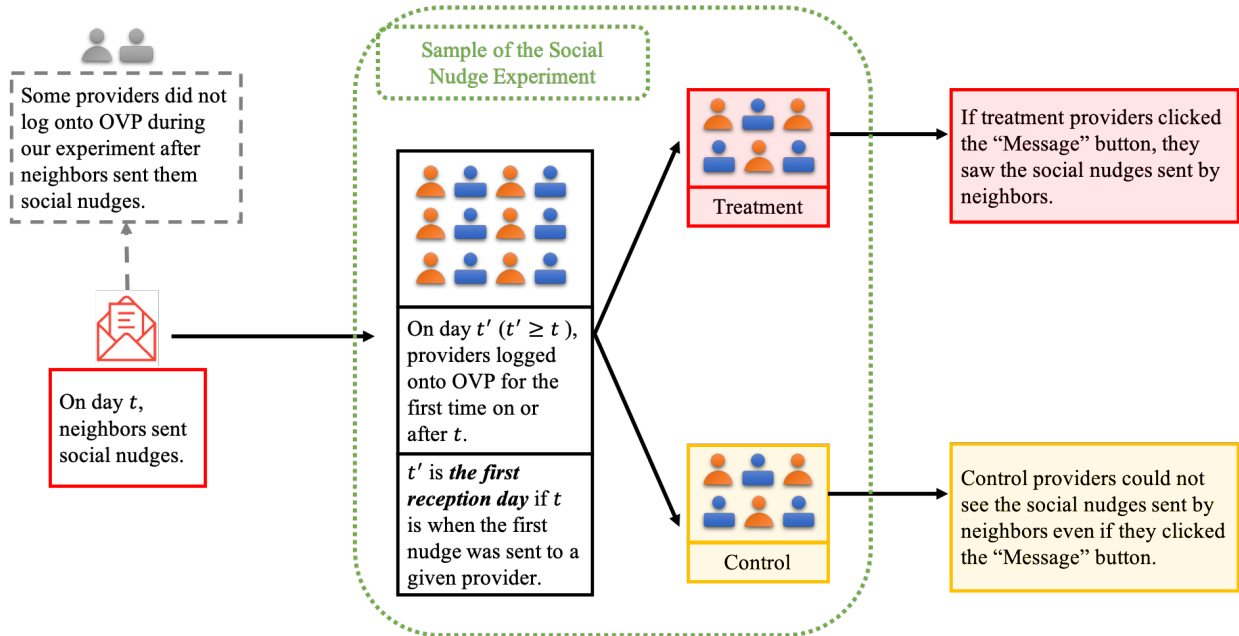 Some providers did not
log onto OVP during
our experiment after
neighbors sent them
social nudges.
On day t,
neighbors sent
social nudges.
Sample of the Social
Nudge Experiment
On day t′ (t′ ≥ t ),
providers logged
onto OVP for the
first time on or
after t.
t′ is the first
reception day if t
is when the first
nudge was sent to a
given provider.
Treatment
If treatment providers clicked
the “Message” button, they
saw the social nudges sent by
neighbors.
Control
Control providers could not
see the social nudges sent by
neighbors even if they clicked
the “Message” button.